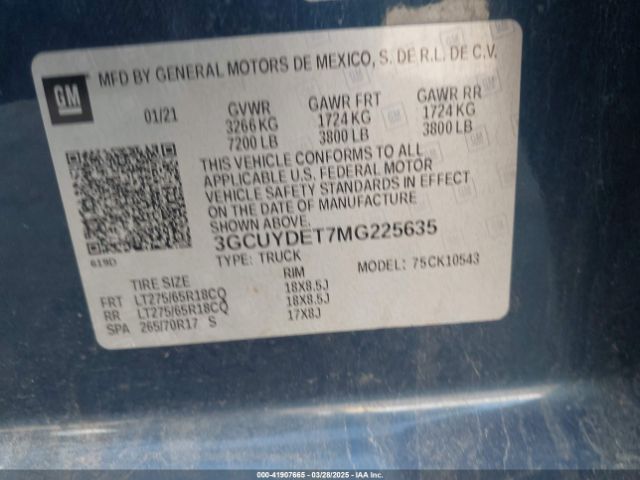 GM
MFD BY GENERAL MOTORS DE MEXICO, S. DE R.L. DE C.V.
01/21
GVWR GAWR FRT GAWR RR
3266 KG 1724 KG 1724 KG
7200 LB 3800 LB 3800 LB
THIS VEHICLE CONFORMS TO ALL
APPLICABLE U.S. FEDERAL MOTOR
VEHICLE SAFETY STANDARDS IN EFFECT
ON THE DATE OF MANUFACTURE
SHOWN ABOVE.
3GCUYDET7MG225635
619D
TYPE: TRUCK MODEL: 75CK10543
TIRE SIZE RIM
FRT LT275/65R18CQ 18X8.5J
RR LT275/65R18CQ 18X8.5J
SPA 265/70R17 S 17X8J
000-41907665 - 03/28/2025 - IAAI.COM